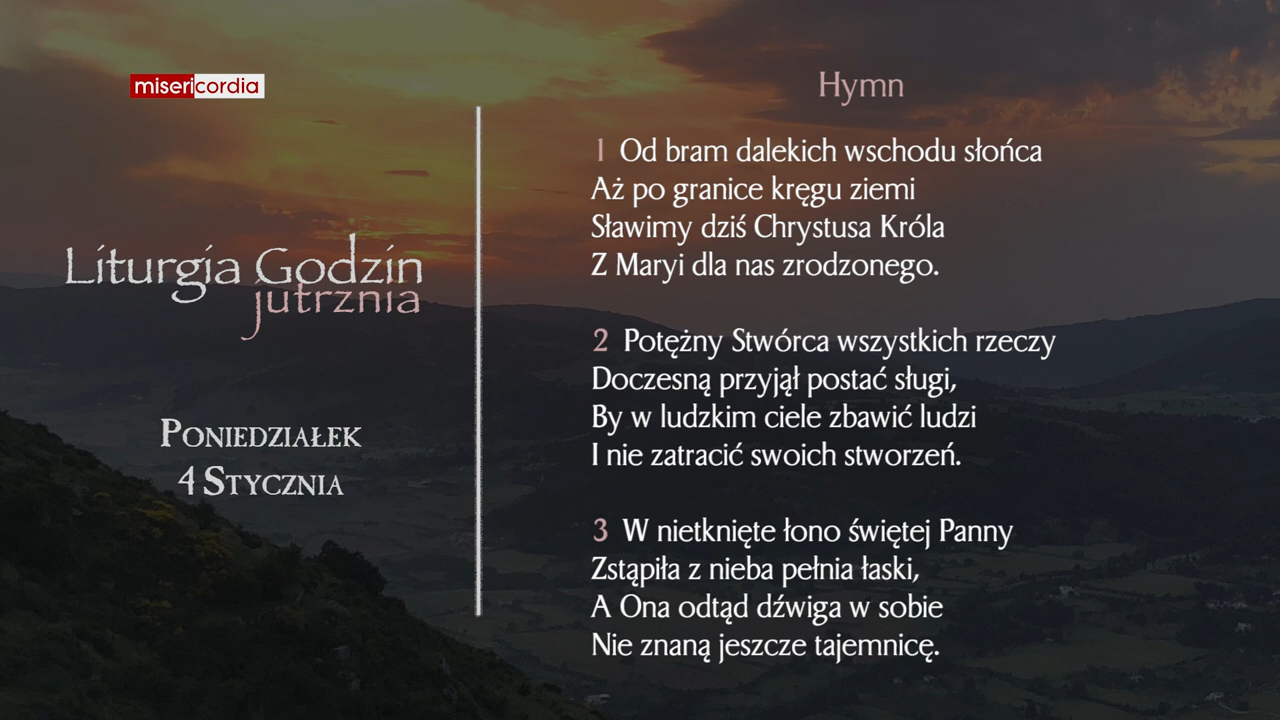 misericordia
Liturgia Godzin
jutrznia
Poniedziałek
4 Stycznia
Hymn
1 Od bram dalekich wschodu słońca
Aż po granice kręgu ziemi
Sławimy dziś Chrystusa Króla
Z Maryi dla nas zrodzonego.
2 Potężny Stwórca wszystkich rzeczy
Doczesną przyjął postać sługi,
By w ludzkim ciele zbawić ludzi
I nie zatracić swoich stworzeń.
3 W nietknięte łono świętej Panny
Zstąpiła z nieba pełnia łaski,
A Ona odtąd dźwiga w sobie
Nie znaną jeszcze tajemnicę.